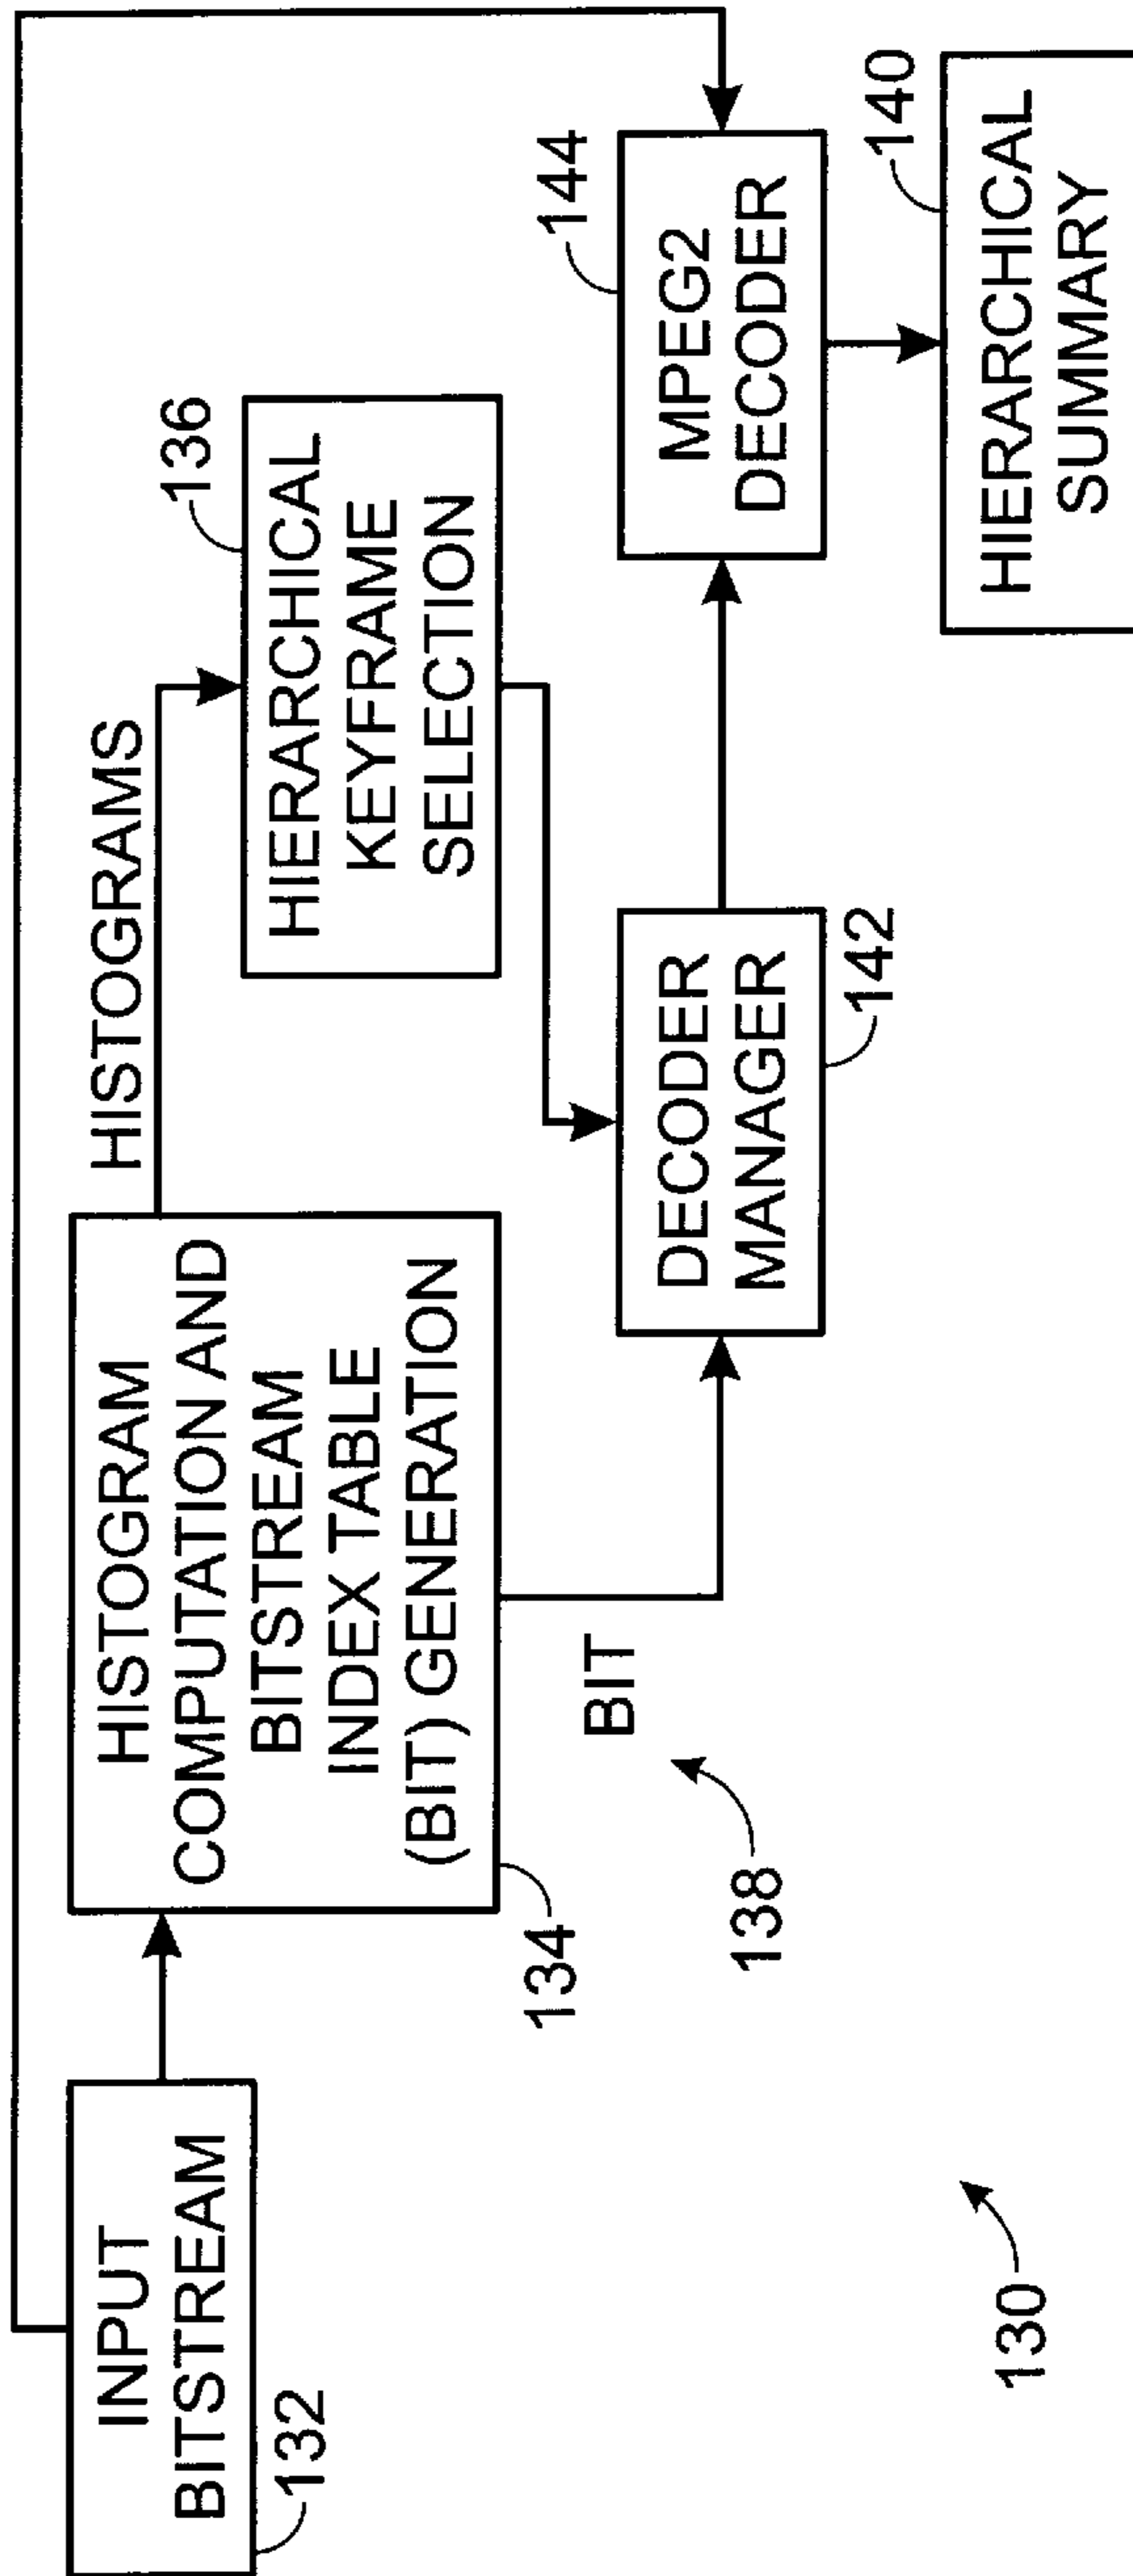 INPUT
BITSTREAM
132
HISTOGRAM
COMPUTATION AND
BITSTREAM
INDEX TABLE
(BIT) GENERATION
134
HISTOGRAMS
HIERARCHICAL
KEYFRAME
SELECTION
136
BIT
138
DECODER
MANAGER
142
MPEG2
DECODER
144
HIERARCHICAL
SUMMARY
140
130